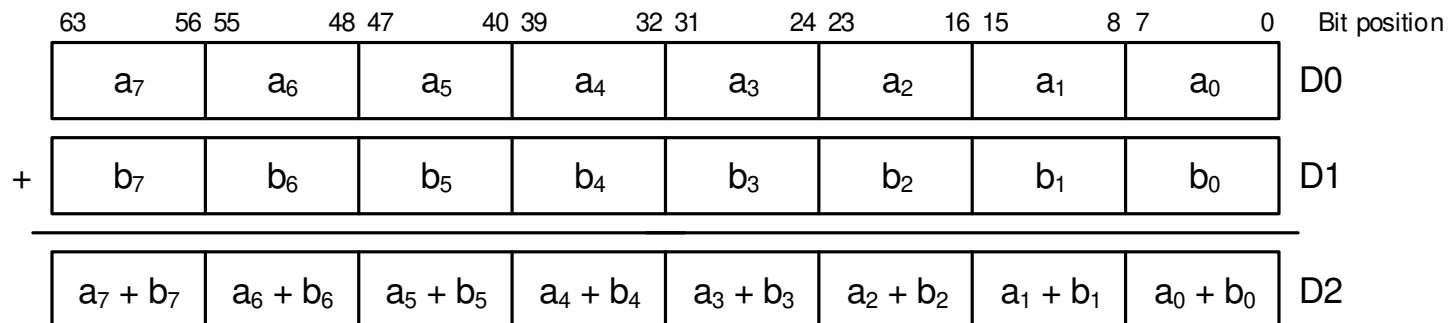 63 56 55 48 47 40 39 32 31 24 23 16 15 8 7 0 Bit position
a₇ a₆ a₅ a₄ a₃ a₂ a₁ a₀ D0
+ b₇ b₆ b₅ b₄ b₃ b₂ b₁ b₀ D1
a₇ + b₇ a₆ + b₆ a₅ + b₅ a₄ + b₄ a₃ + b₃ a₂ + b₂ a₁ + b₁ a₀ + b₀ D2